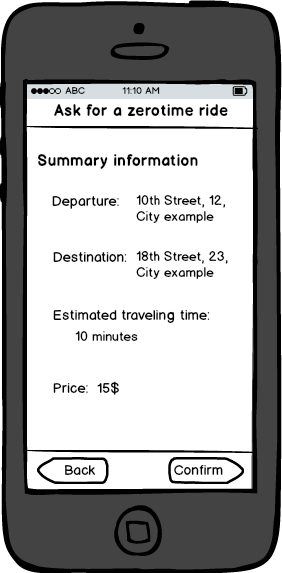 ABC 11:10 AM
Ask for a zerotime ride
Summary information
Departure: 10th Street, 12,
City example
Destination: 18th Street, 23,
City example
Estimated traveling time:
10 minutes
Price: 15$
Back Confirm